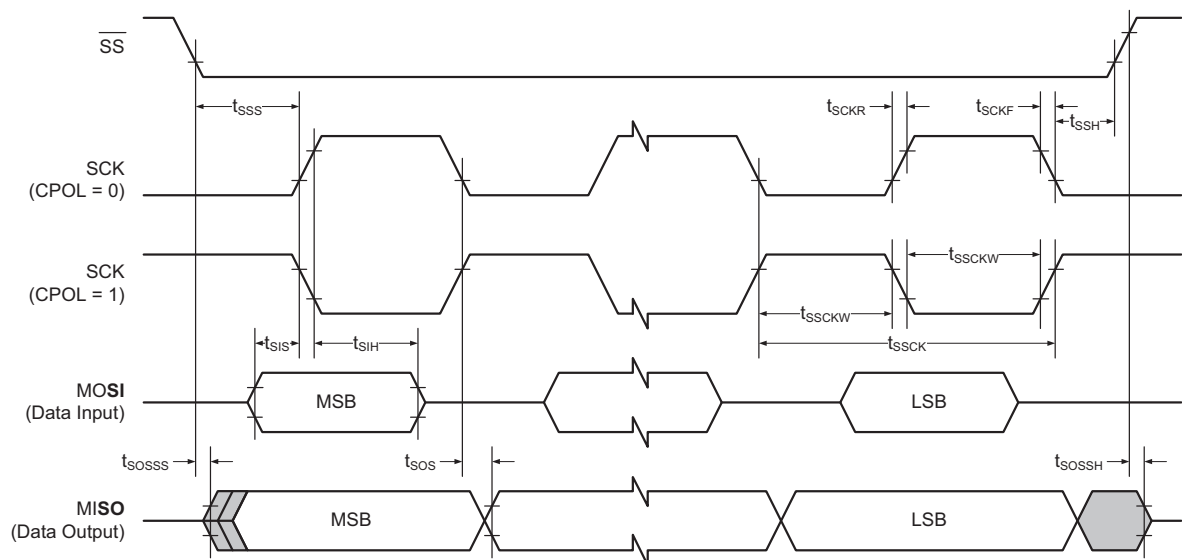 SS
tSSS
tSCKR
tSCKF
tSSH
SCK
(CPOL = 0)
SCK
(CPOL = 1)
tSSCKW
tSSCKW
tSIS
tSIH
tSSCK
MOSI
(Data Input)
MSB
LSB
tSOSSS
tSOS
tSOSSH
MISO
(Data Output)
MSB
LSB